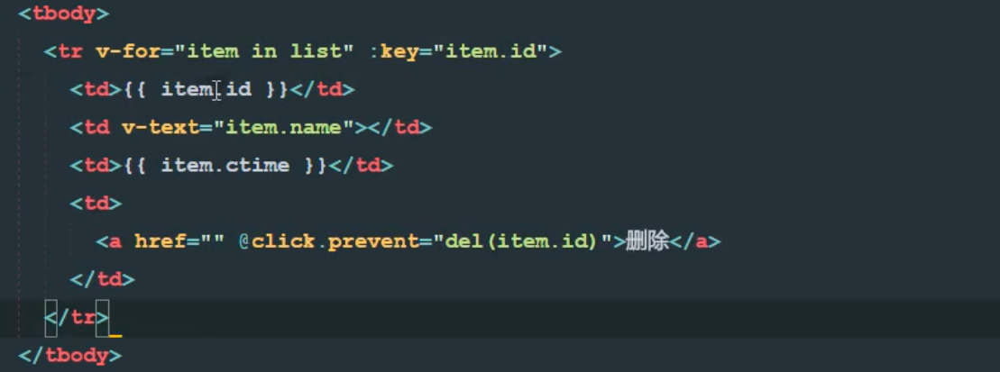 <tbody>
<tr v-for="item in list" :key="item.id">
<td>{{ item.id }}</td>
<td v-text="item.name"></td>
<td>{{ item.ctime }}</td>
<td>
<a href="" @click.prevent="del(item.id)">删除</a>
</td>
</tr>
</tbody>